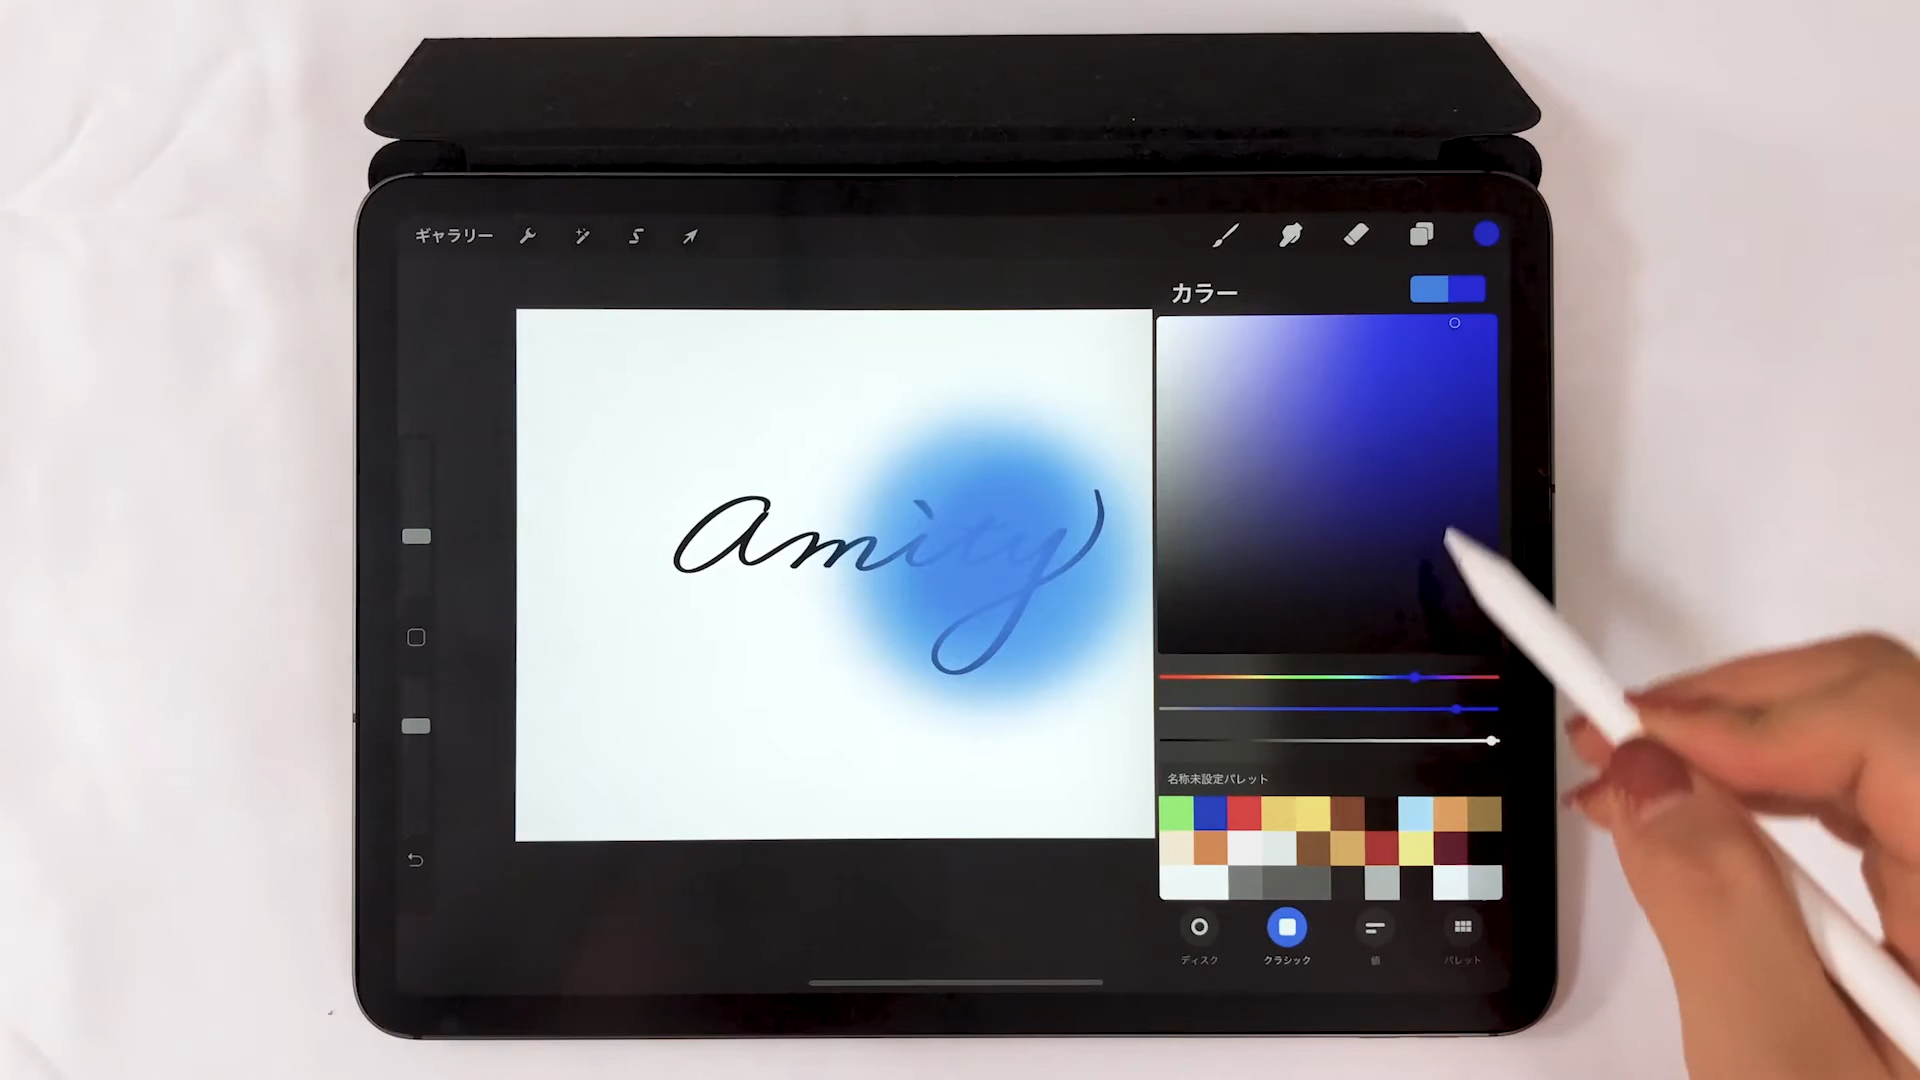 ギャラリー
カラー
amity
名称未設定パレット
ディスク
クラシック
値
パレット